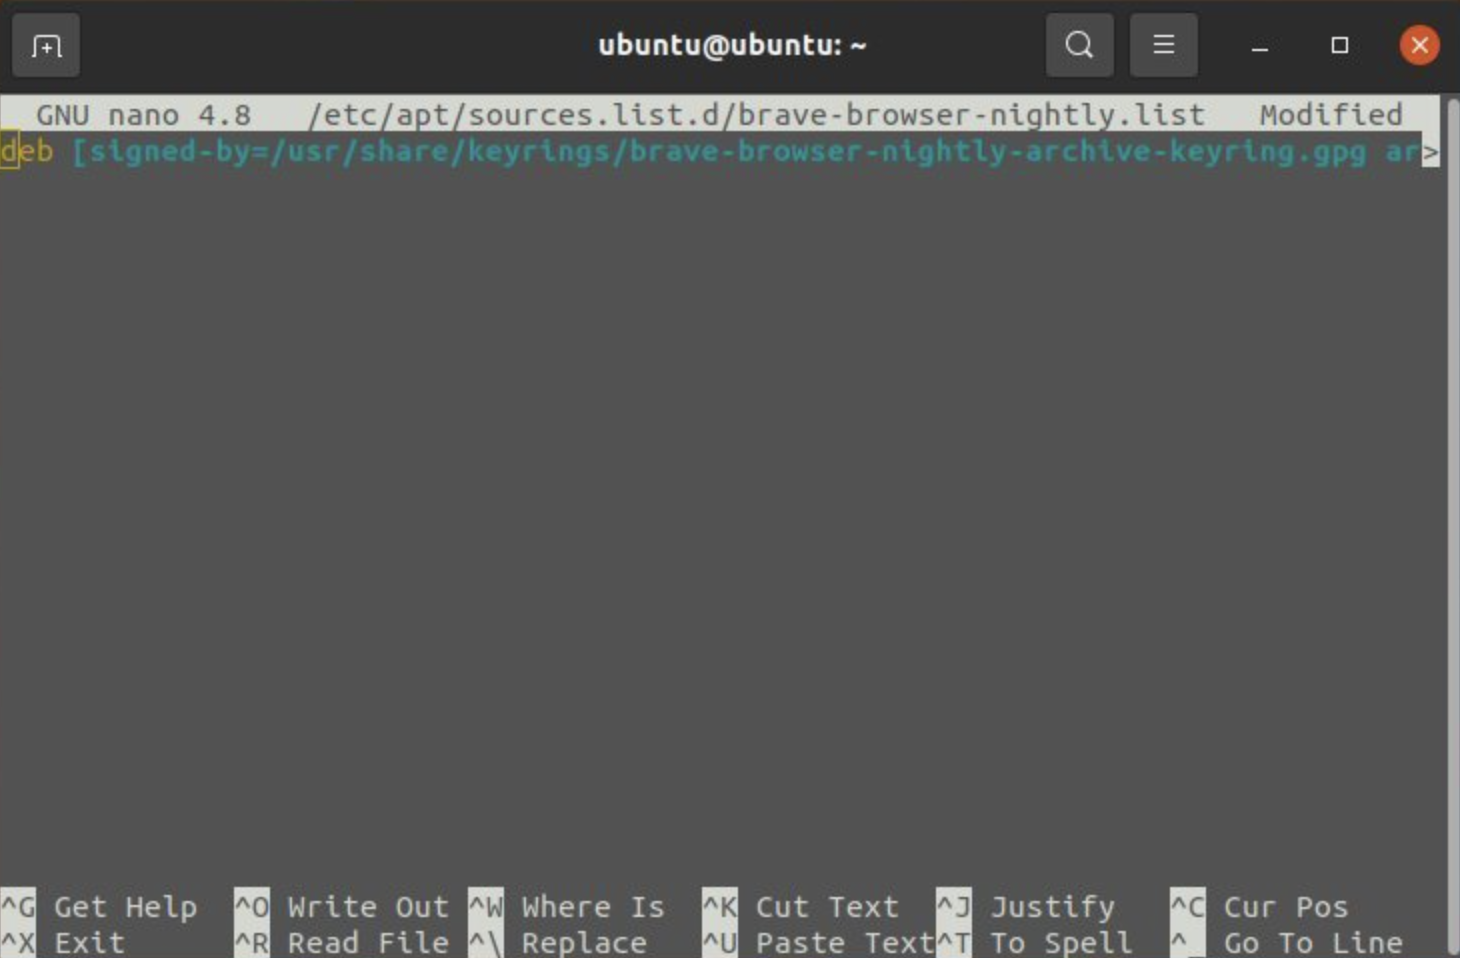 ubuntu@ubuntu: ~
GNU nano 4.8 /etc/apt/sources.list.d/brave-browser-nightly.list Modified
deb [signed-by=/usr/share/keyrings/brave-browser-nightly-archive-keyring.gpg ar>
^G Get Help ^O Write Out ^W Where Is ^K Cut Text ^J Justify ^C Cur Pos
^X Exit ^R Read File ^\ Replace ^U Paste Text ^T To Spell ^_ Go To Line